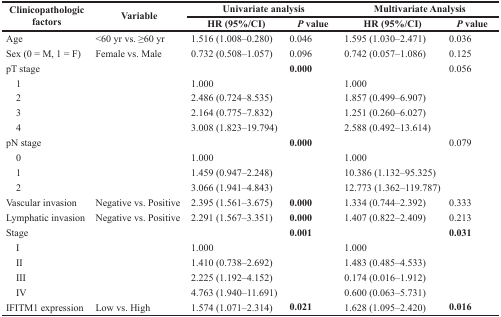 Clinicopathologic factors Variable Univariate analysis Multivariate Analysis
HR (95%/CI) P value HR (95%/CI) P value
Age <60 yr vs. ≥60 yr 1.516 (1.008–0.280) 0.046 1.595 (1.030–2.471) 0.036
Sex (0 = M, 1 = F) Female vs. Male 0.732 (0.508–1.057) 0.096 0.742 (0.057–1.086) 0.125
pT stage 0.000 0.056
1 1.000 1.000
2 2.486 (0.724–8.535) 1.857 (0.499–6.907)
3 2.164 (0.775–7.832) 1.251 (0.260–6.027)
4 3.008 (1.823–19.794) 2.588 (0.492–13.614)
pN stage 0.000 0.079
0 1.000 1.000
1 1.459 (0.947–2.248) 10.386 (1.132–95.325)
2 3.066 (1.941–4.843) 12.773 (1.362–119.787)
Vascular invasion Negative vs. Positive 2.395 (1.561–3.675) 0.000 1.334 (0.744–2.392) 0.333
Lymphatic invasion Negative vs. Positive 2.291 (1.567–3.351) 0.000 1.407 (0.822–2.409) 0.213
Stage 0.001 0.031
I 1.000 1.000
II 1.410 (0.738–2.692) 1.483 (0.485–4.533)
III 2.225 (1.192–4.152) 0.174 (0.016–1.912)
IV 4.763 (1.940–11.691) 0.600 (0.063–5.731)
IFITM1 expression Low vs. High 1.574 (1.071–2.314) 0.021 1.628 (1.095–2.420) 0.016